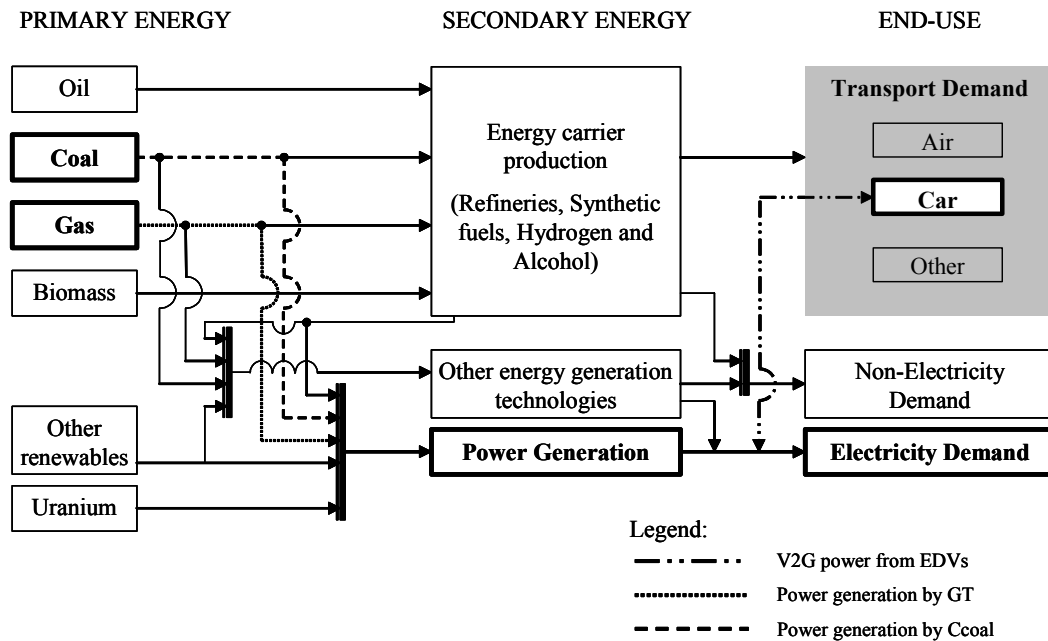 PRIMARY ENERGY
SECONDARY ENERGY
END-USE
Oil
Coal
Gas
Biomass
Other
renewables
Uranium
Energy carrier
production
(Refineries, Synthetic
fuels, Hydrogen and
Alcohol)
Other energy generation
technologies
Power Generation
Transport Demand
Air
Car
Other
Non-Electricity
Demand
Electricity Demand
Legend:
V2G power from EDVs
Power generation by GT
Power generation by Ccoal